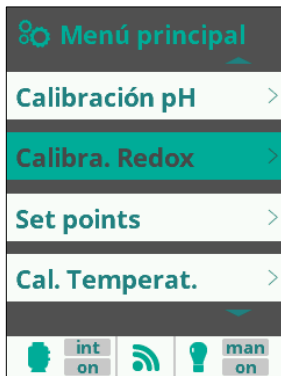 Menú principal
Calibración pH
Calibra. Redox
Set points
Cal. Temperat.
int
on
man
on